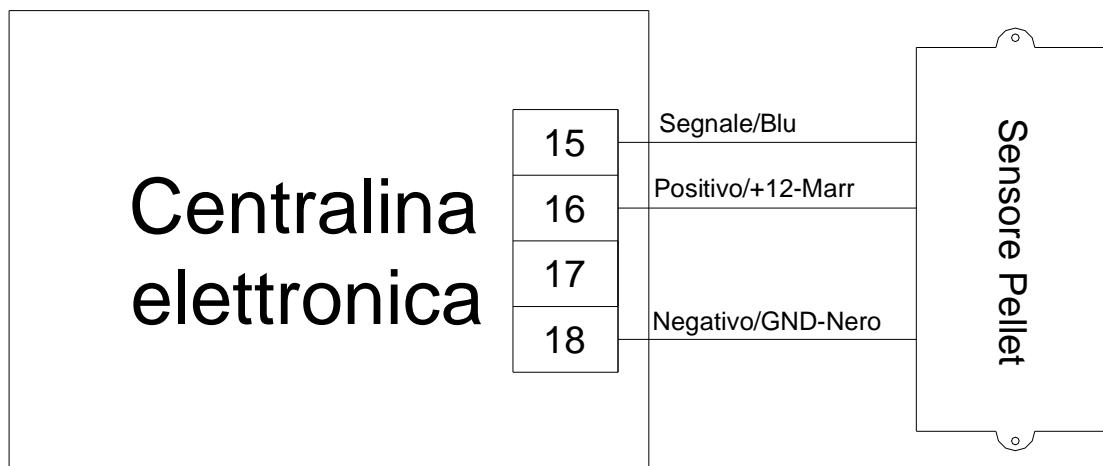 Centralina
elettronica
15
16
17
18
Segnale/Blu
Positivo/+12-Marr
Negativo/GND-Nero
Sensore Pellet